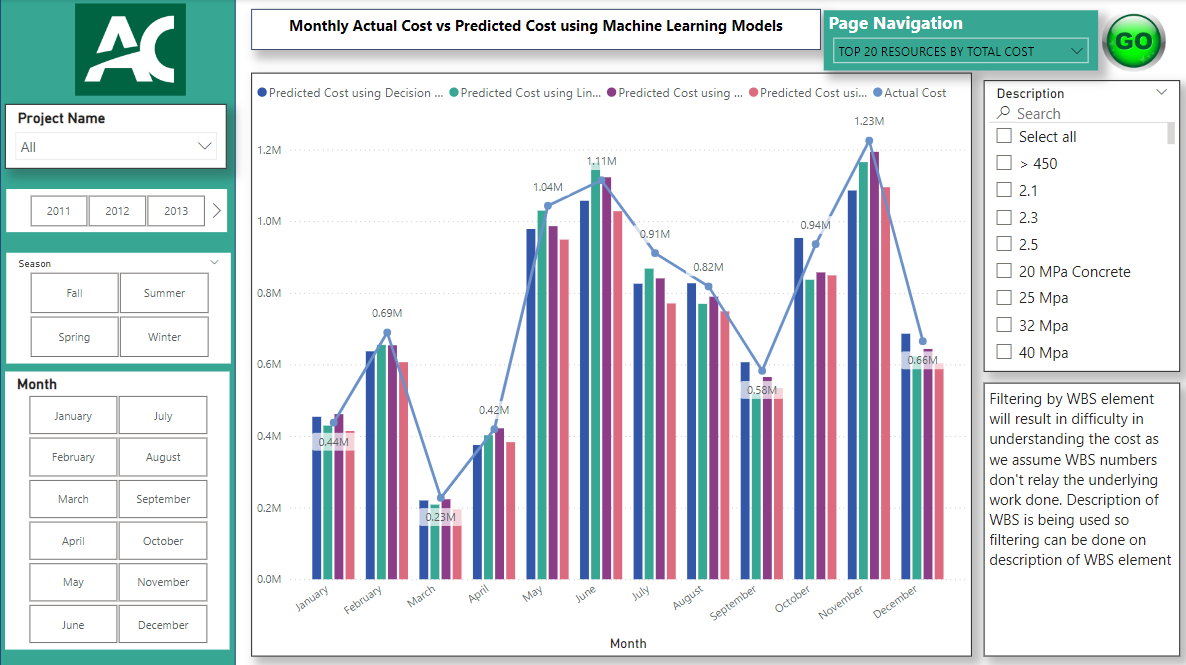 AC
Monthly Actual Cost vs Predicted Cost using Machine Learning Models
Page Navigation
TOP 20 RESOURCES BY TOTAL COST
GO
Project Name
All
2011 2012 2013
Season
Fall Summer
Spring Winter
Month
January July
February August
March September
April October
May November
June December
Predicted Cost using Decision ... Predicted Cost using Lin... Predicted Cost using ... Predicted Cost usi... Actual Cost
1.2M
1.0M
0.8M
0.6M
0.4M
0.2M
0.0M
0.44M
0.69M
0.23M
0.42M
1.04M
1.11M
0.91M
0.82M
0.58M
0.94M
1.23M
0.66M
January February March April May June July August September October November December
Month
Description
Search
Select all
> 450
2.1
2.3
2.5
20 MPa Concrete
25 Mpa
32 Mpa
40 Mpa
Filtering by WBS element
will result in difficulty in
understanding the cost as
we assume WBS numbers
don't relay the underlying
work done. Description of
WBS is being used so
filtering can be done on
description of WBS element